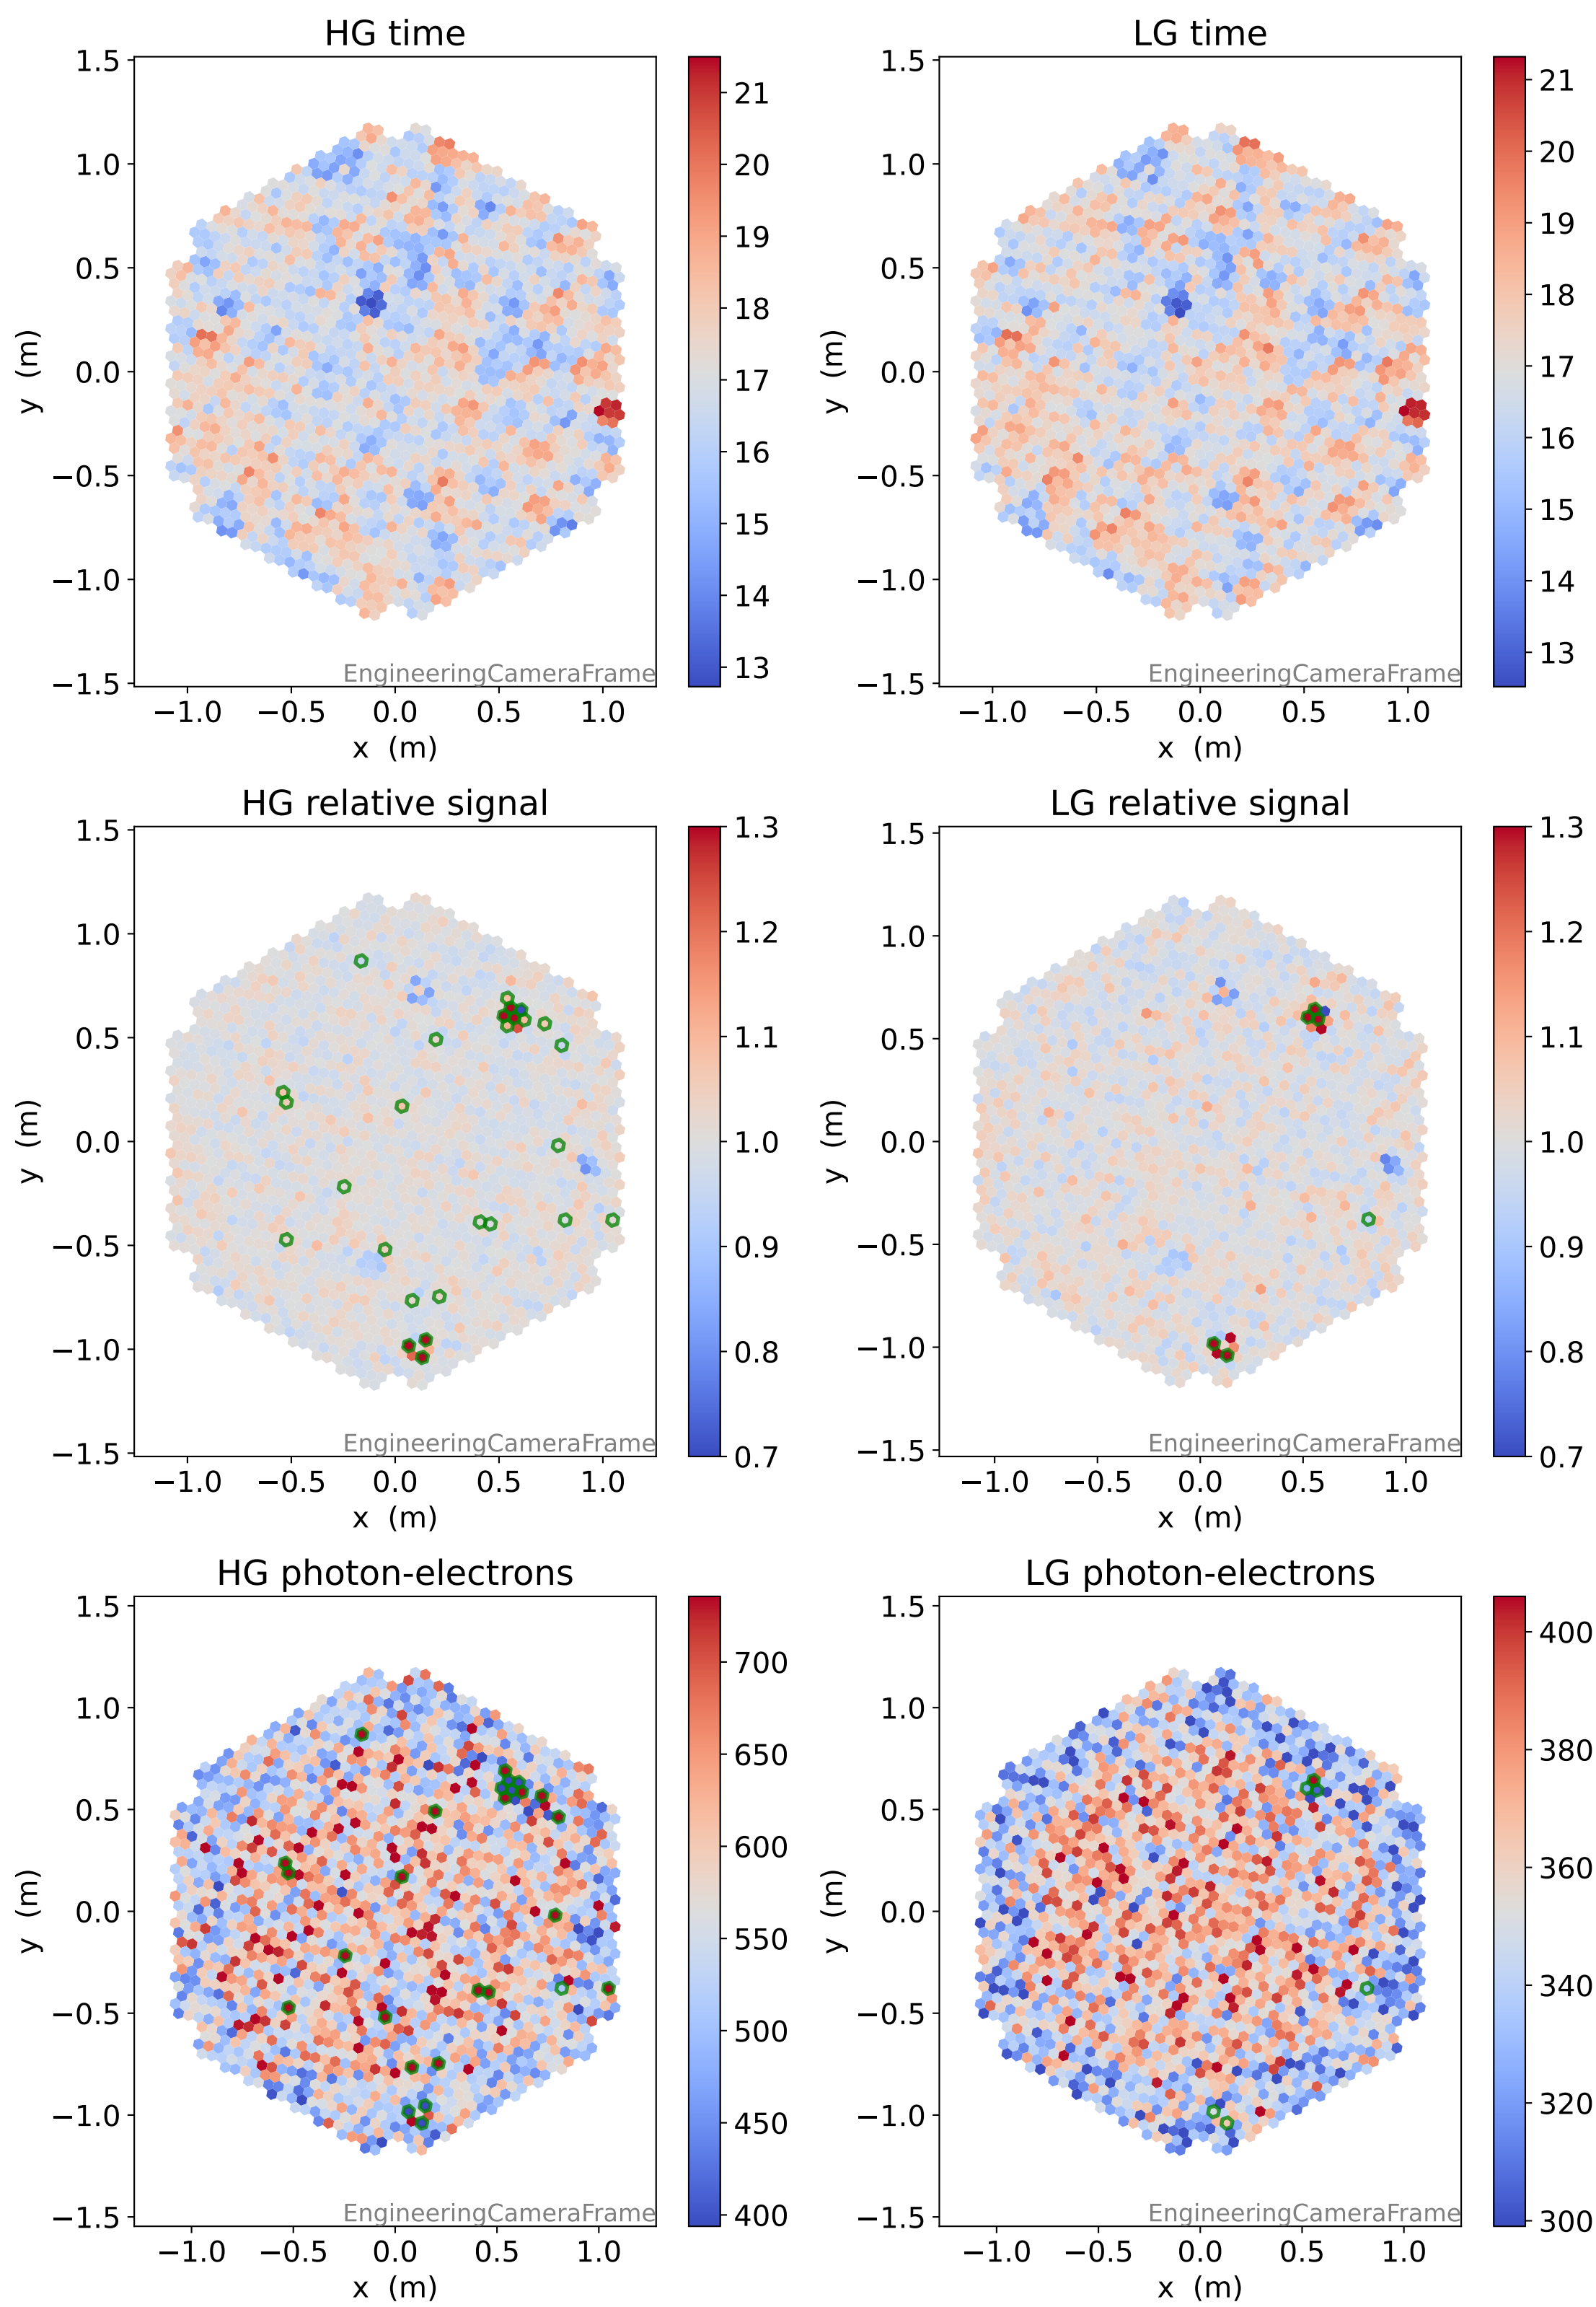 HG time
LG time
1.5
1.0
0.5
0.0
−0.5
−1.0
−1.5
y (m)
EngineeringCameraFrame
−1.0 −0.5 0.0 0.5 1.0
x (m)
21
20
19
18
17
16
15
14
13
1.5
1.0
0.5
0.0
−0.5
−1.0
−1.5
y (m)
EngineeringCameraFrame
−1.0 −0.5 0.0 0.5 1.0
x (m)
21
20
19
18
17
16
15
14
13
HG relative signal
LG relative signal
1.5
1.0
0.5
0.0
−0.5
−1.0
−1.5
y (m)
EngineeringCameraFrame
−1.0 −0.5 0.0 0.5 1.0
x (m)
1.3
1.2
1.1
1.0
0.9
0.8
0.7
1.5
1.0
0.5
0.0
−0.5
−1.0
−1.5
y (m)
EngineeringCameraFrame
−1.0 −0.5 0.0 0.5 1.0
x (m)
1.3
1.2
1.1
1.0
0.9
0.8
0.7
HG photon-electrons
LG photon-electrons
1.5
1.0
0.5
0.0
−0.5
−1.0
−1.5
y (m)
EngineeringCameraFrame
−1.0 −0.5 0.0 0.5 1.0
x (m)
700
650
600
550
500
450
400
1.5
1.0
0.5
0.0
−0.5
−1.0
−1.5
y (m)
EngineeringCameraFrame
−1.0 −0.5 0.0 0.5 1.0
x (m)
400
380
360
340
320
300